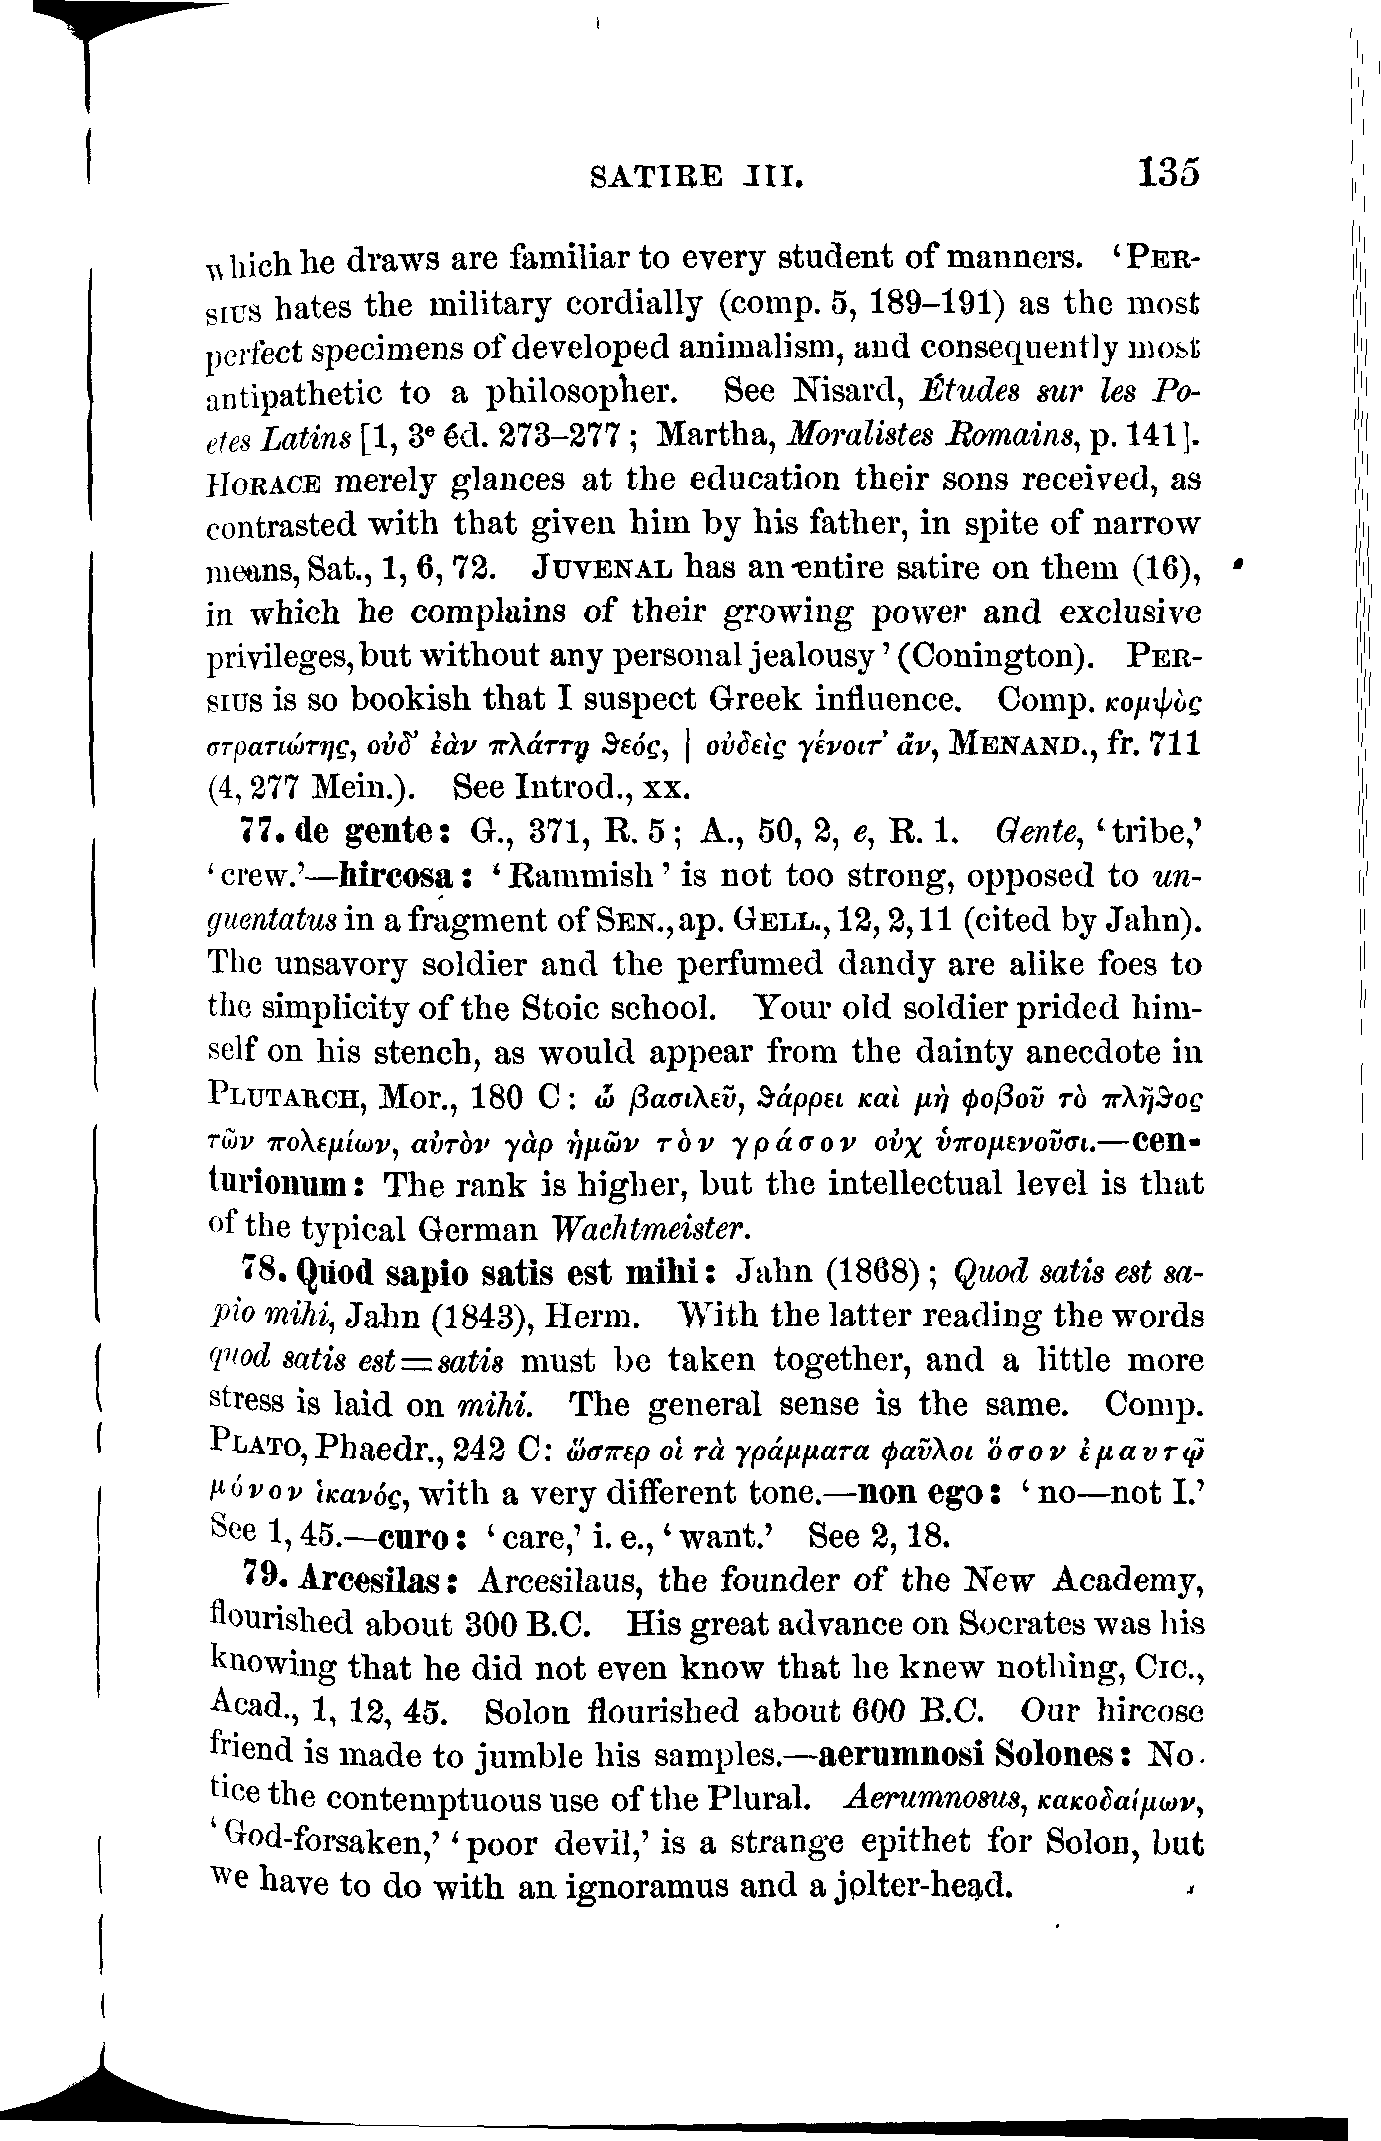 SATIRE III. 135
which he draws are familiar to every student of manners. ‘PER-
SIUS hates the military cordially (comp. 5, 189–191) as the most
perfect specimens of developed animalism, and consequently most
antipathetic to a philosopher. See Nisard, Études sur les Po-
etes Latins [1, 3e éd. 273–277; Martha, Moralistes Romains, p. 141].
HORACE merely glances at the education their sons received, as
contrasted with that given him by his father, in spite of narrow
means, Sat., 1, 6, 72. JUVENAL has an entire satire on them (16),
in which he complains of their growing power and exclusive
privileges, but without any personal jealousy’ (Conington). PER-
SIUS is so bookish that I suspect Greek influence. Comp. κομψὸς
στρατιώτης, οὐδ’ ἐὰν πλάττῃ ϑεός, | οὐδεὶς γένοιτ’ ἄν, MENAND., fr. 711
(4, 277 Mein.). See Introd., xx.
77. de gente: G., 371, R. 5; A., 50, 2, e, R. 1. Gente, ‘tribe,’
‘crew.’—hircosa: ‘Rammish’ is not too strong, opposed to un-
guentatus in a fragment of SEN., ap. GELL., 12, 2, 11 (cited by Jahn).
The unsavory soldier and the perfumed dandy are alike foes to
the simplicity of the Stoic school. Your old soldier prided him-
self on his stench, as would appear from the dainty anecdote in
PLUTARCH, Mor., 180 C: ὦ βασιλεῦ, ϑάρρει καὶ μὴ φοβοῦ τὸ πλῆϑος
τῶν πολεμίων, αὐτὸν γὰρ ἡμῶν τὸν γράσον οὐχ ὑπομενοῦσι.—cen-
turionum: The rank is higher, but the intellectual level is that
of the typical German Wachtmeister.
78. Quod sapio satis est mihi: Jahn (1868); Quod satis est sa-
pio mihi, Jahn (1843), Herm. With the latter reading the words
quod satis est=satis must be taken together, and a little more
stress is laid on mihi. The general sense is the same. Comp.
PLATO, Phaedr., 242 C: ὥσπερ οἱ τὰ γράμματα φαῦλοι ὅσον ἐμαυτῷ
μόνον ἱκανός, with a very different tone.—non ego: ‘no—not I.’
See 1, 45.—curo: ‘care,’ i. e., ‘want.’ See 2, 18.
79. Arcesilas: Arcesilaus, the founder of the New Academy,
flourished about 300 B.C. His great advance on Socrates was his
knowing that he did not even know that he knew nothing, CIC.,
Acad., 1, 12, 45. Solon flourished about 600 B.C. Our hircose
friend is made to jumble his samples.—aerumnosi Solones: No-
tice the contemptuous use of the Plural. Aerumnosus, κακοδαίμων,
‘God-forsaken,’ ‘poor devil,’ is a strange epithet for Solon, but
we have to do with an ignoramus and a jolter-head.